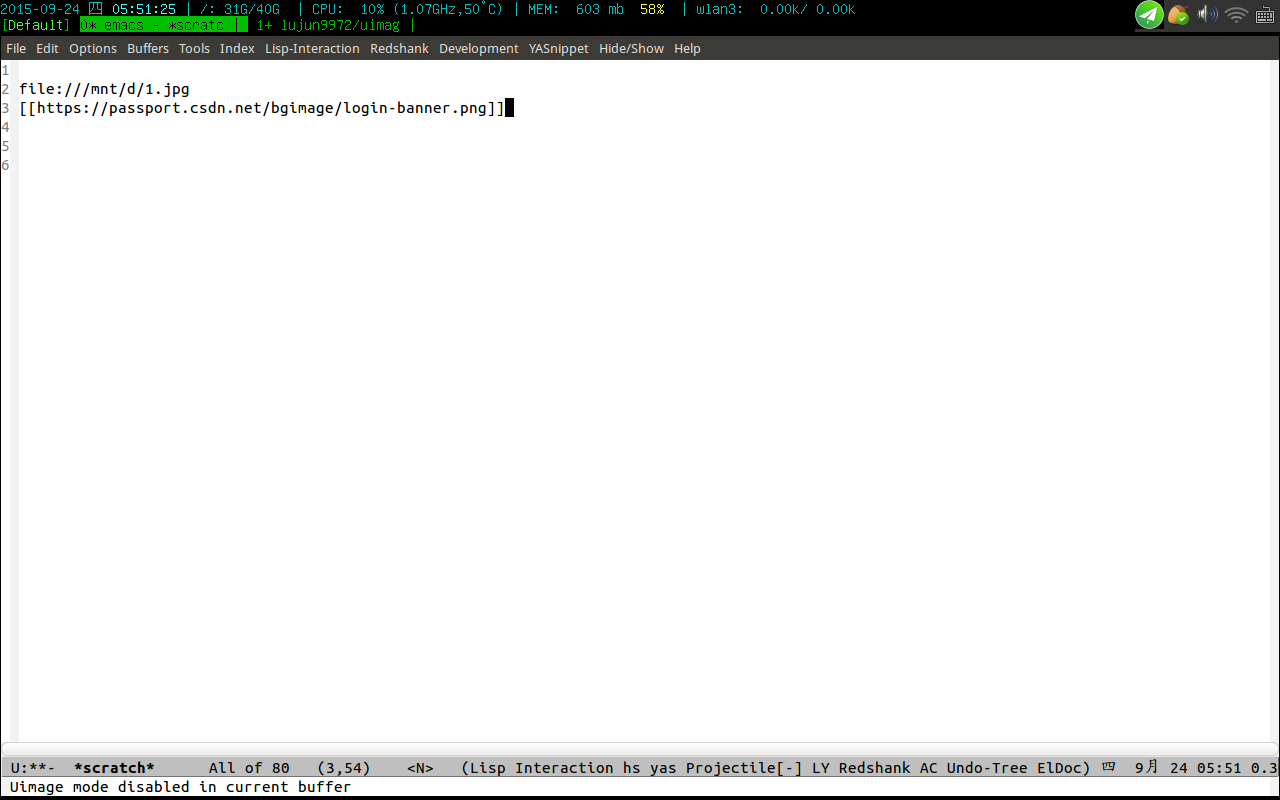 2015-09-24 四 05:51:25 | /: 31G/40G | CPU: 10% (1.07GHz,50°C) | MEM: 603 mb 58% | wlan3: 0.00k/ 0.00k
[Default] 0* emacs - *scratc | 1+ lujun9972/uimag |
File Edit Options Buffers Tools Index Lisp-Interaction Redshank Development YASnippet Hide/Show Help
1
2 file:///mnt/d/1.jpg
3 [[https://passport.csdn.net/bgimage/login-banner.png]]
4
5
6
U:**- *scratch* All of 80 (3,54) <N> (Lisp Interaction hs yas Projectile[-] LY Redshank AC Undo-Tree ElDoc) 四 9月 24 05:51 0.3
Uimage mode disabled in current buffer